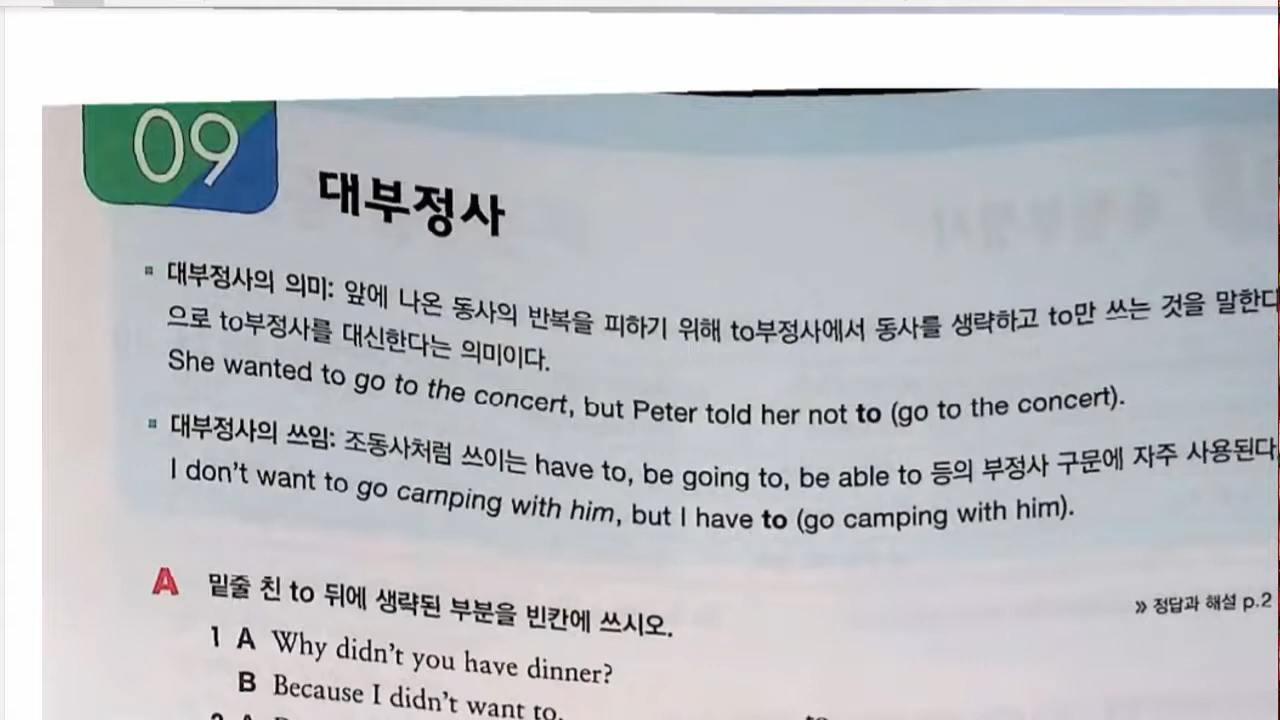 09
대부정사
대부정사의 의미: 앞에 나온 동사의 반복을 피하기 위해 to부정사에서 동사를 생략하고 to만 쓰는 것을 말한다
으로 to부정사를 대신한다는 의미이다.
She wanted to go to the concert, but Peter told her not to (go to the concert).
대부정사의 쓰임: 조동사처럼 쓰이는 have to, be going to, be able to 등의 부정사 구문에 자주 사용된다.
I don't want to go camping with him, but I have to (go camping with him).
A 밑줄 친 to 뒤에 생략된 부분을 빈칸에 쓰시오.
» 정답과 해설 p.2
1 A Why didn't you have dinner?
B Because I didn't want to.
to